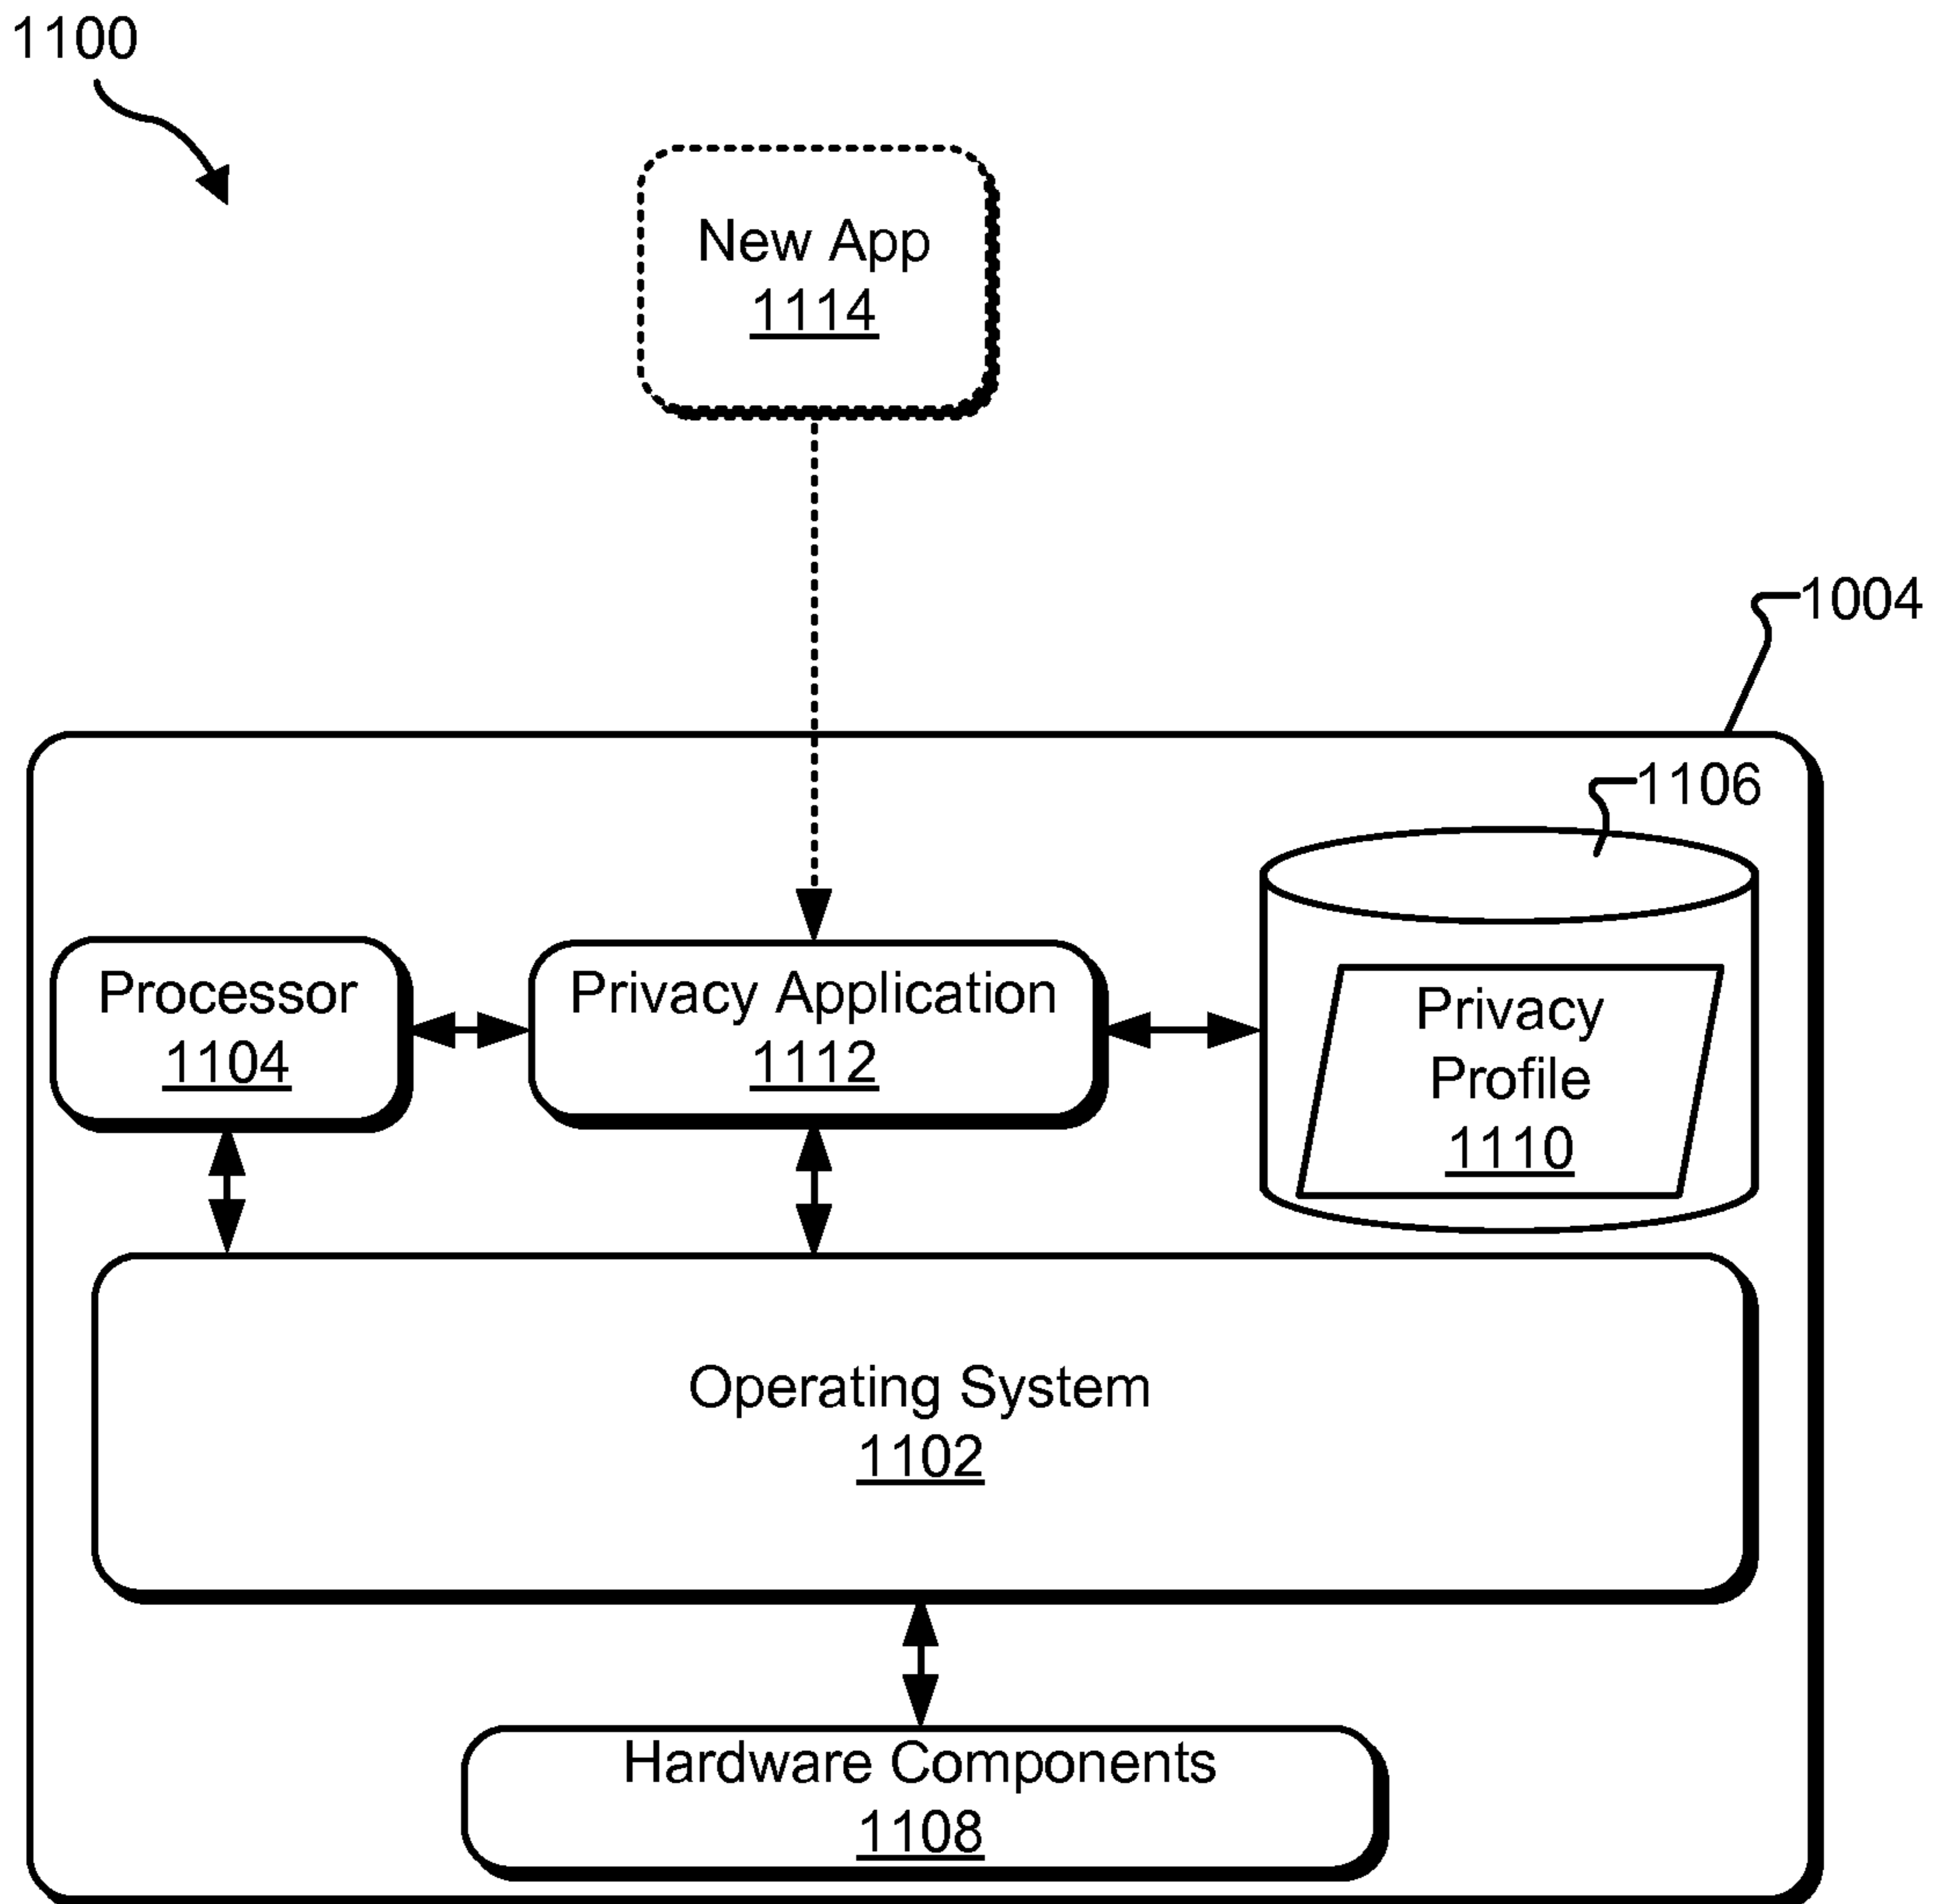 1100
New App
1114
1004
1106
Processor
1104
Privacy Application
1112
Privacy
Profile
1110
Operating System
1102
Hardware Components
1108